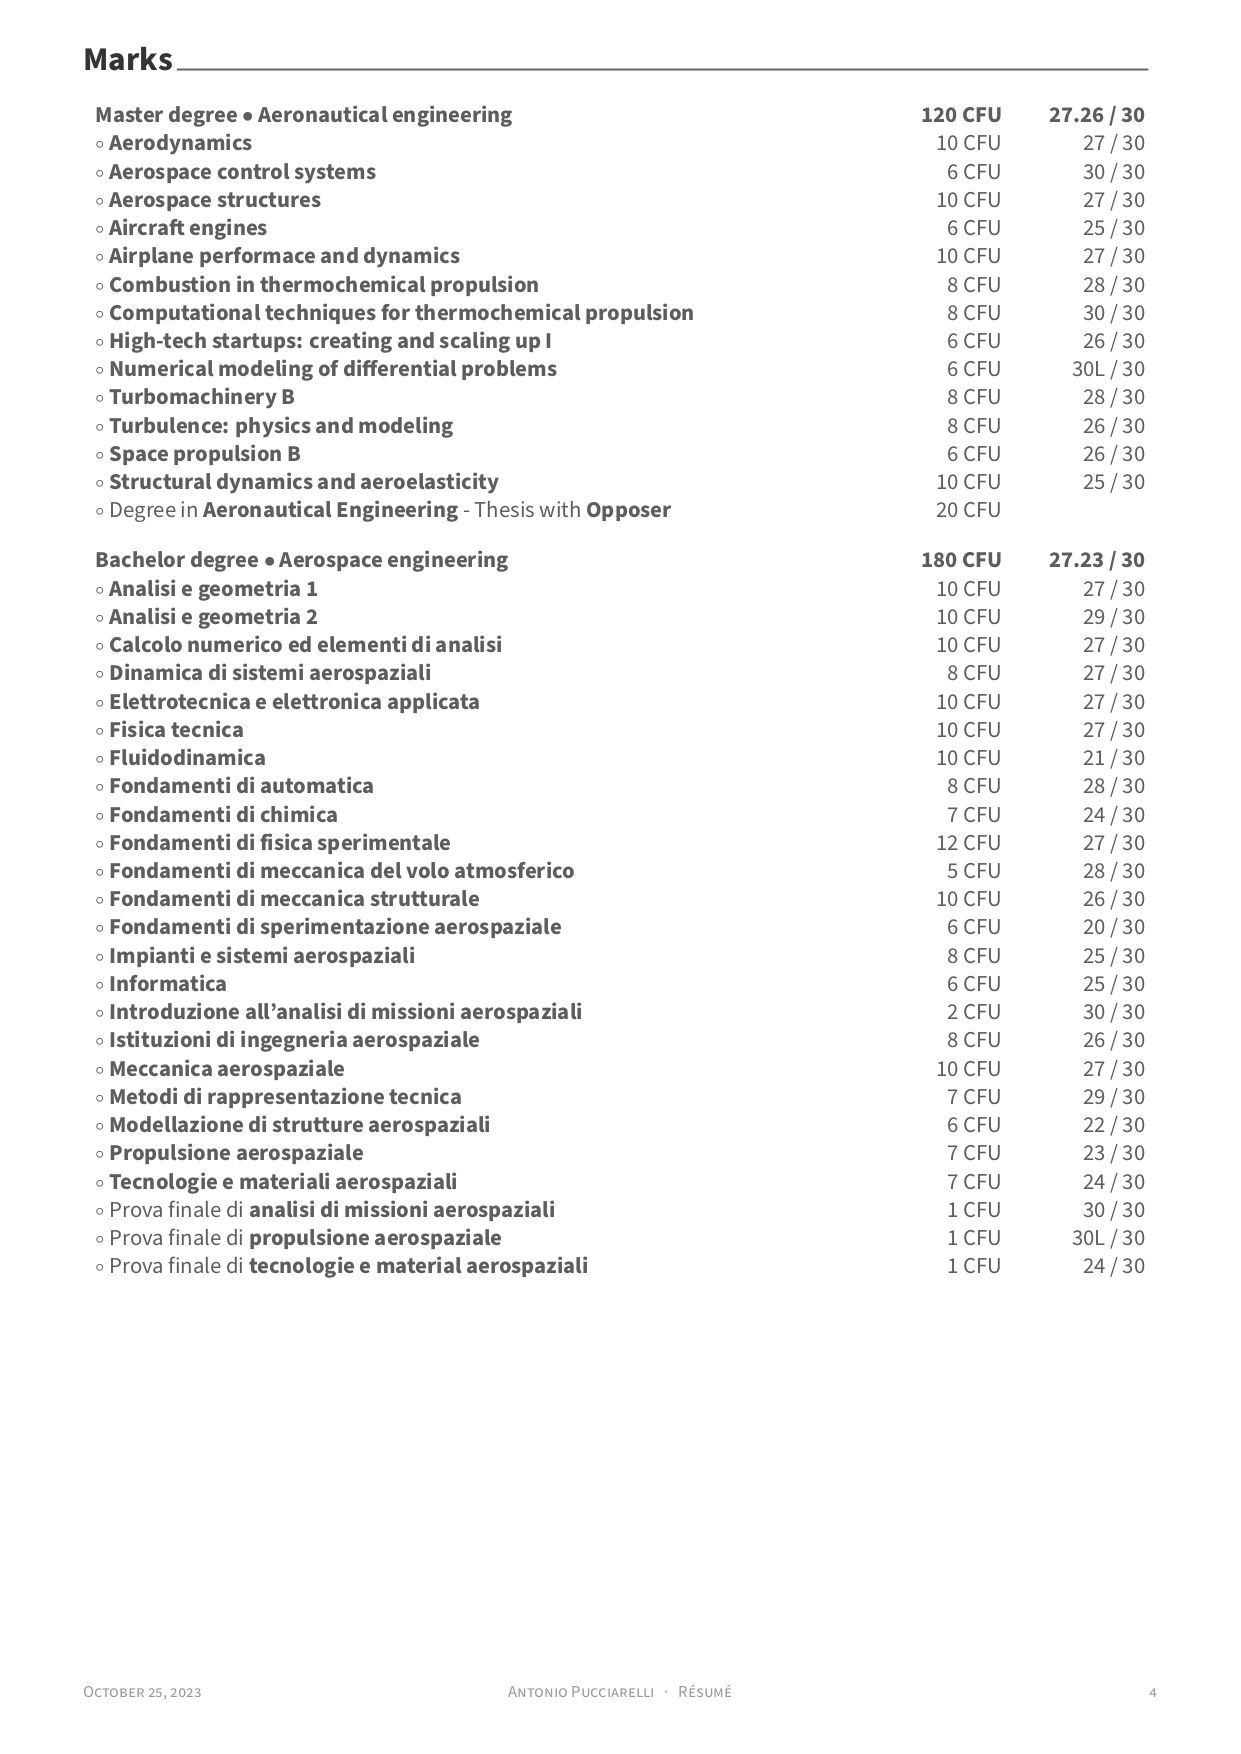 Marks
Master degree • Aeronautical engineering 120 CFU 27.26 / 30
◦ Aerodynamics 10 CFU 27 / 30
◦ Aerospace control systems 6 CFU 30 / 30
◦ Aerospace structures 10 CFU 27 / 30
◦ Aircraft engines 6 CFU 25 / 30
◦ Airplane performace and dynamics 10 CFU 27 / 30
◦ Combustion in thermochemical propulsion 8 CFU 28 / 30
◦ Computational techniques for thermochemical propulsion 8 CFU 30 / 30
◦ High-tech startups: creating and scaling up I 6 CFU 26 / 30
◦ Numerical modeling of differential problems 6 CFU 30L / 30
◦ Turbomachinery B 8 CFU 28 / 30
◦ Turbulence: physics and modeling 8 CFU 26 / 30
◦ Space propulsion B 6 CFU 26 / 30
◦ Structural dynamics and aeroelasticity 10 CFU 25 / 30
◦ Degree in Aeronautical Engineering - Thesis with Opposer 20 CFU
Bachelor degree • Aerospace engineering 180 CFU 27.23 / 30
◦ Analisi e geometria 1 10 CFU 27 / 30
◦ Analisi e geometria 2 10 CFU 29 / 30
◦ Calcolo numerico ed elementi di analisi 10 CFU 27 / 30
◦ Dinamica di sistemi aerospaziali 8 CFU 27 / 30
◦ Elettrotecnica e elettronica applicata 10 CFU 27 / 30
◦ Fisica tecnica 10 CFU 27 / 30
◦ Fluidodinamica 10 CFU 21 / 30
◦ Fondamenti di automatica 8 CFU 28 / 30
◦ Fondamenti di chimica 7 CFU 24 / 30
◦ Fondamenti di fisica sperimentale 12 CFU 27 / 30
◦ Fondamenti di meccanica del volo atmosferico 5 CFU 28 / 30
◦ Fondamenti di meccanica strutturale 10 CFU 26 / 30
◦ Fondamenti di sperimentazione aerospaziale 6 CFU 20 / 30
◦ Impianti e sistemi aerospaziali 8 CFU 25 / 30
◦ Informatica 6 CFU 25 / 30
◦ Introduzione all’analisi di missioni aerospaziali 2 CFU 30 / 30
◦ Istituzioni di ingegneria aerospaziale 8 CFU 26 / 30
◦ Meccanica aerospaziale 10 CFU 27 / 30
◦ Metodi di rappresentazione tecnica 7 CFU 29 / 30
◦ Modellazione di strutture aerospaziali 6 CFU 22 / 30
◦ Propulsione aerospaziale 7 CFU 23 / 30
◦ Tecnologie e materiali aerospaziali 7 CFU 24 / 30
◦ Prova finale di analisi di missioni aerospaziali 1 CFU 30 / 30
◦ Prova finale di propulsione aerospaziale 1 CFU 30L / 30
◦ Prova finale di tecnologie e material aerospaziali 1 CFU 24 / 30
October 25, 2023 Antonio Pucciarelli · Résumé 4